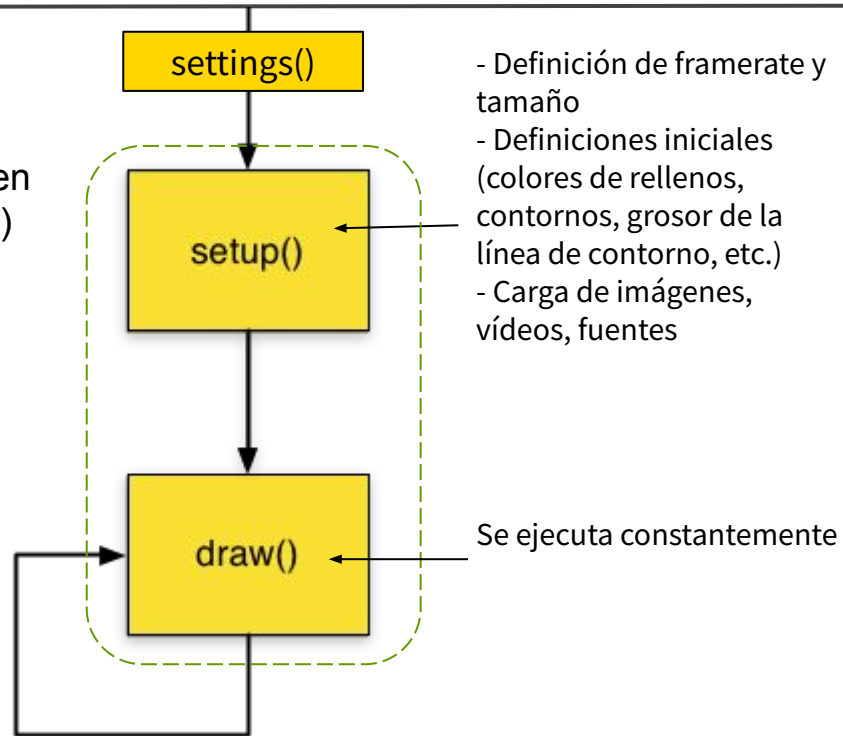 settings()
- Definición de framerate y
tamaño
- Definiciones iniciales
(colores de rellenos,
contornos, grosor de la
línea de contorno, etc.)
- Carga de imágenes,
vídeos, fuentes
en
)
setup()
draw()
Se ejecuta constantemente